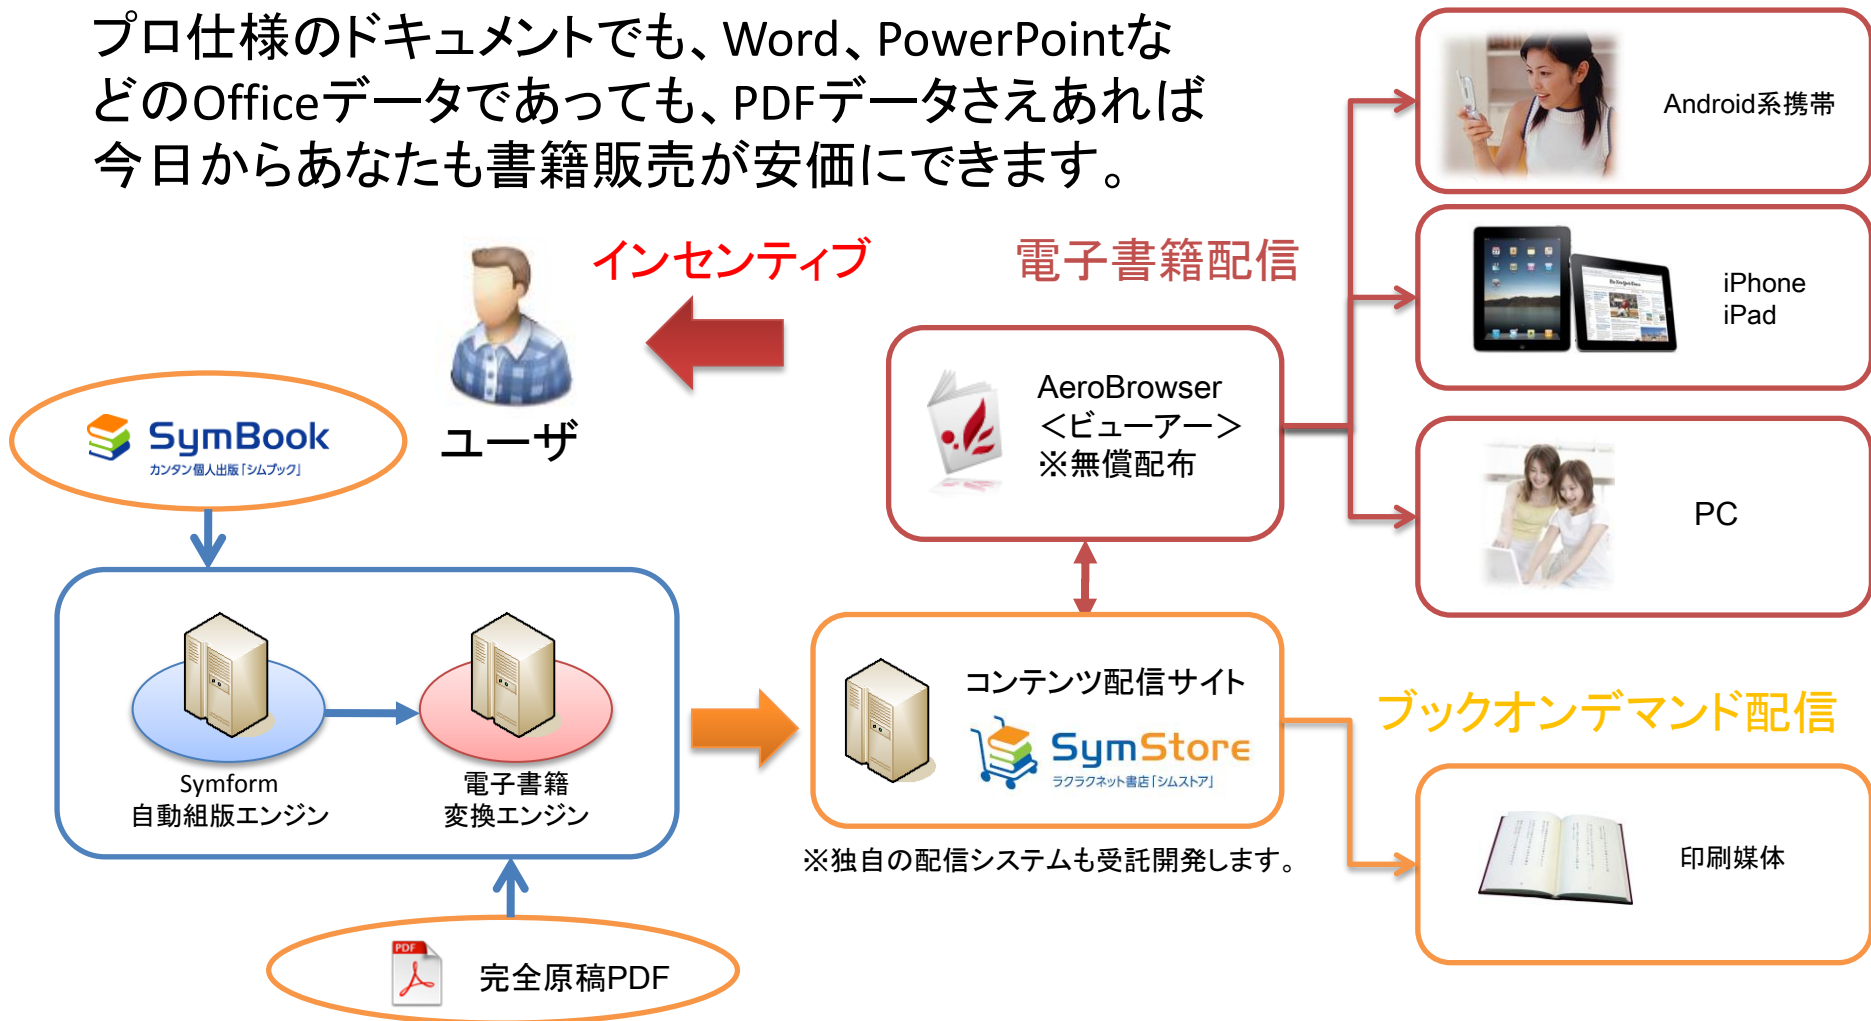 プロ仕様のドキュメントでも、Word、PowerPointな
どのOfficeデータであっても、PDFデータさえあれば
今日からあなたも書籍販売が安価にできます。
インセンティブ
電子書籍配信
ユーザ
SymBook
カンタン個人出版「シムブック」
AeroBrowser
＜ビューアー＞
※無償配布
Android系携帯
iPhone
iPad
PC
Symform
自動組版エンジン
電子書籍
変換エンジン
コンテンツ配信サイト
SymStore
ラクラクネット書店「シムストア」
※独自の配信システムも受託開発します。
ブックオンデマンド配信
印刷媒体
PDF
完全原稿PDF